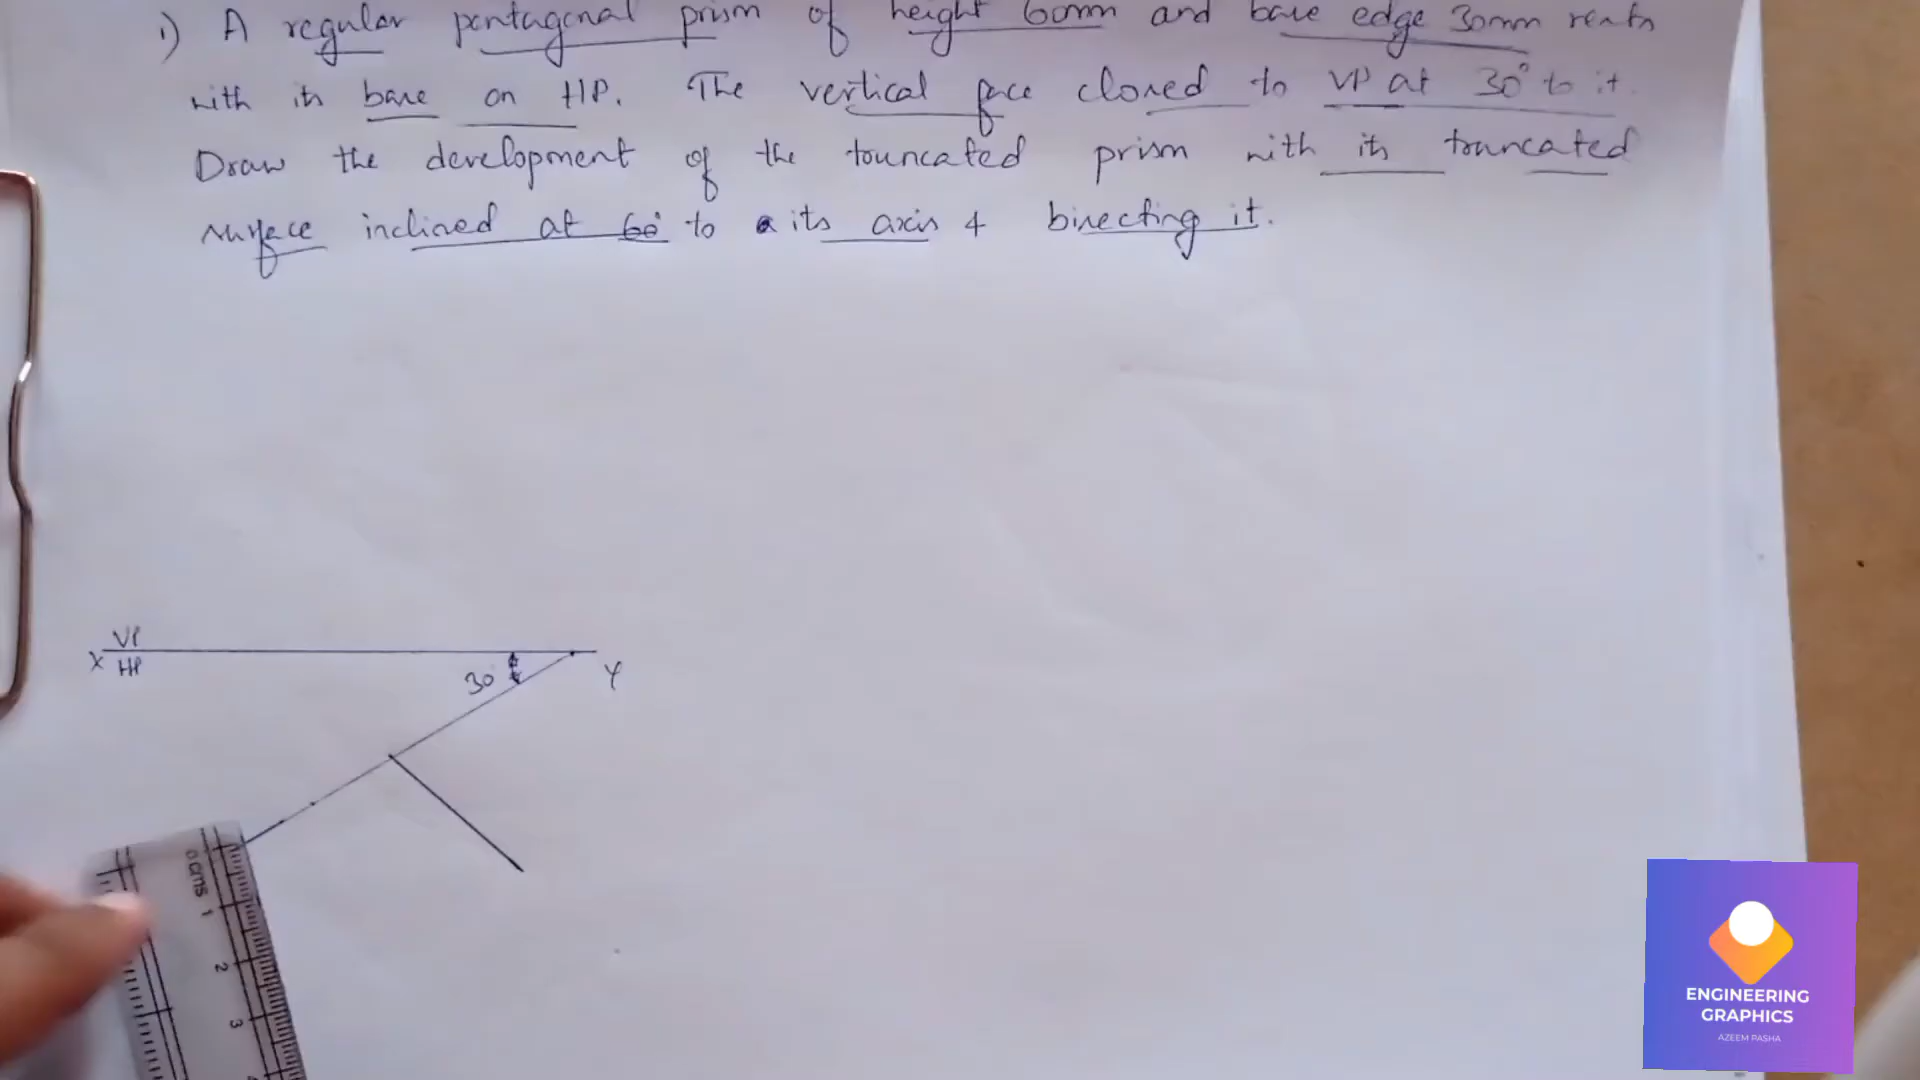 1) A regular pentagonal prism of height 60mm and base edge 30mm rests
with its base on HP. The vertical face closed to VP at 30° to it.
Draw the development of the truncated prism with its truncated
surface inclined at 60° to its axis & bisecting it.
VP
X HP
30
Y
0 cms 1
2
3
ENGINEERING
GRAPHICS
AZEEM PASHA